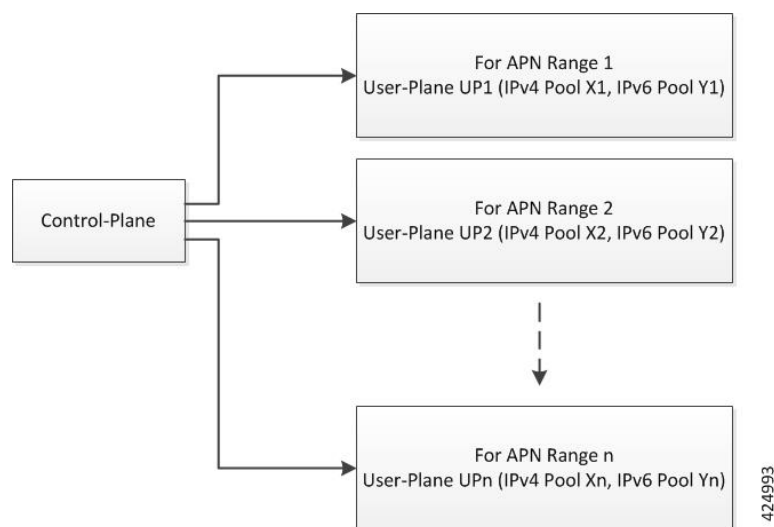 For APN Range 1
User-Plane UP1 (IPv4 Pool X1, IPv6 Pool Y1)
Control-Plane
For APN Range 2
User-Plane UP2 (IPv4 Pool X2, IPv6 Pool Y2)
For APN Range n
User-Plane UPn (IPv4 Pool Xn, IPv6 Pool Yn)
424993